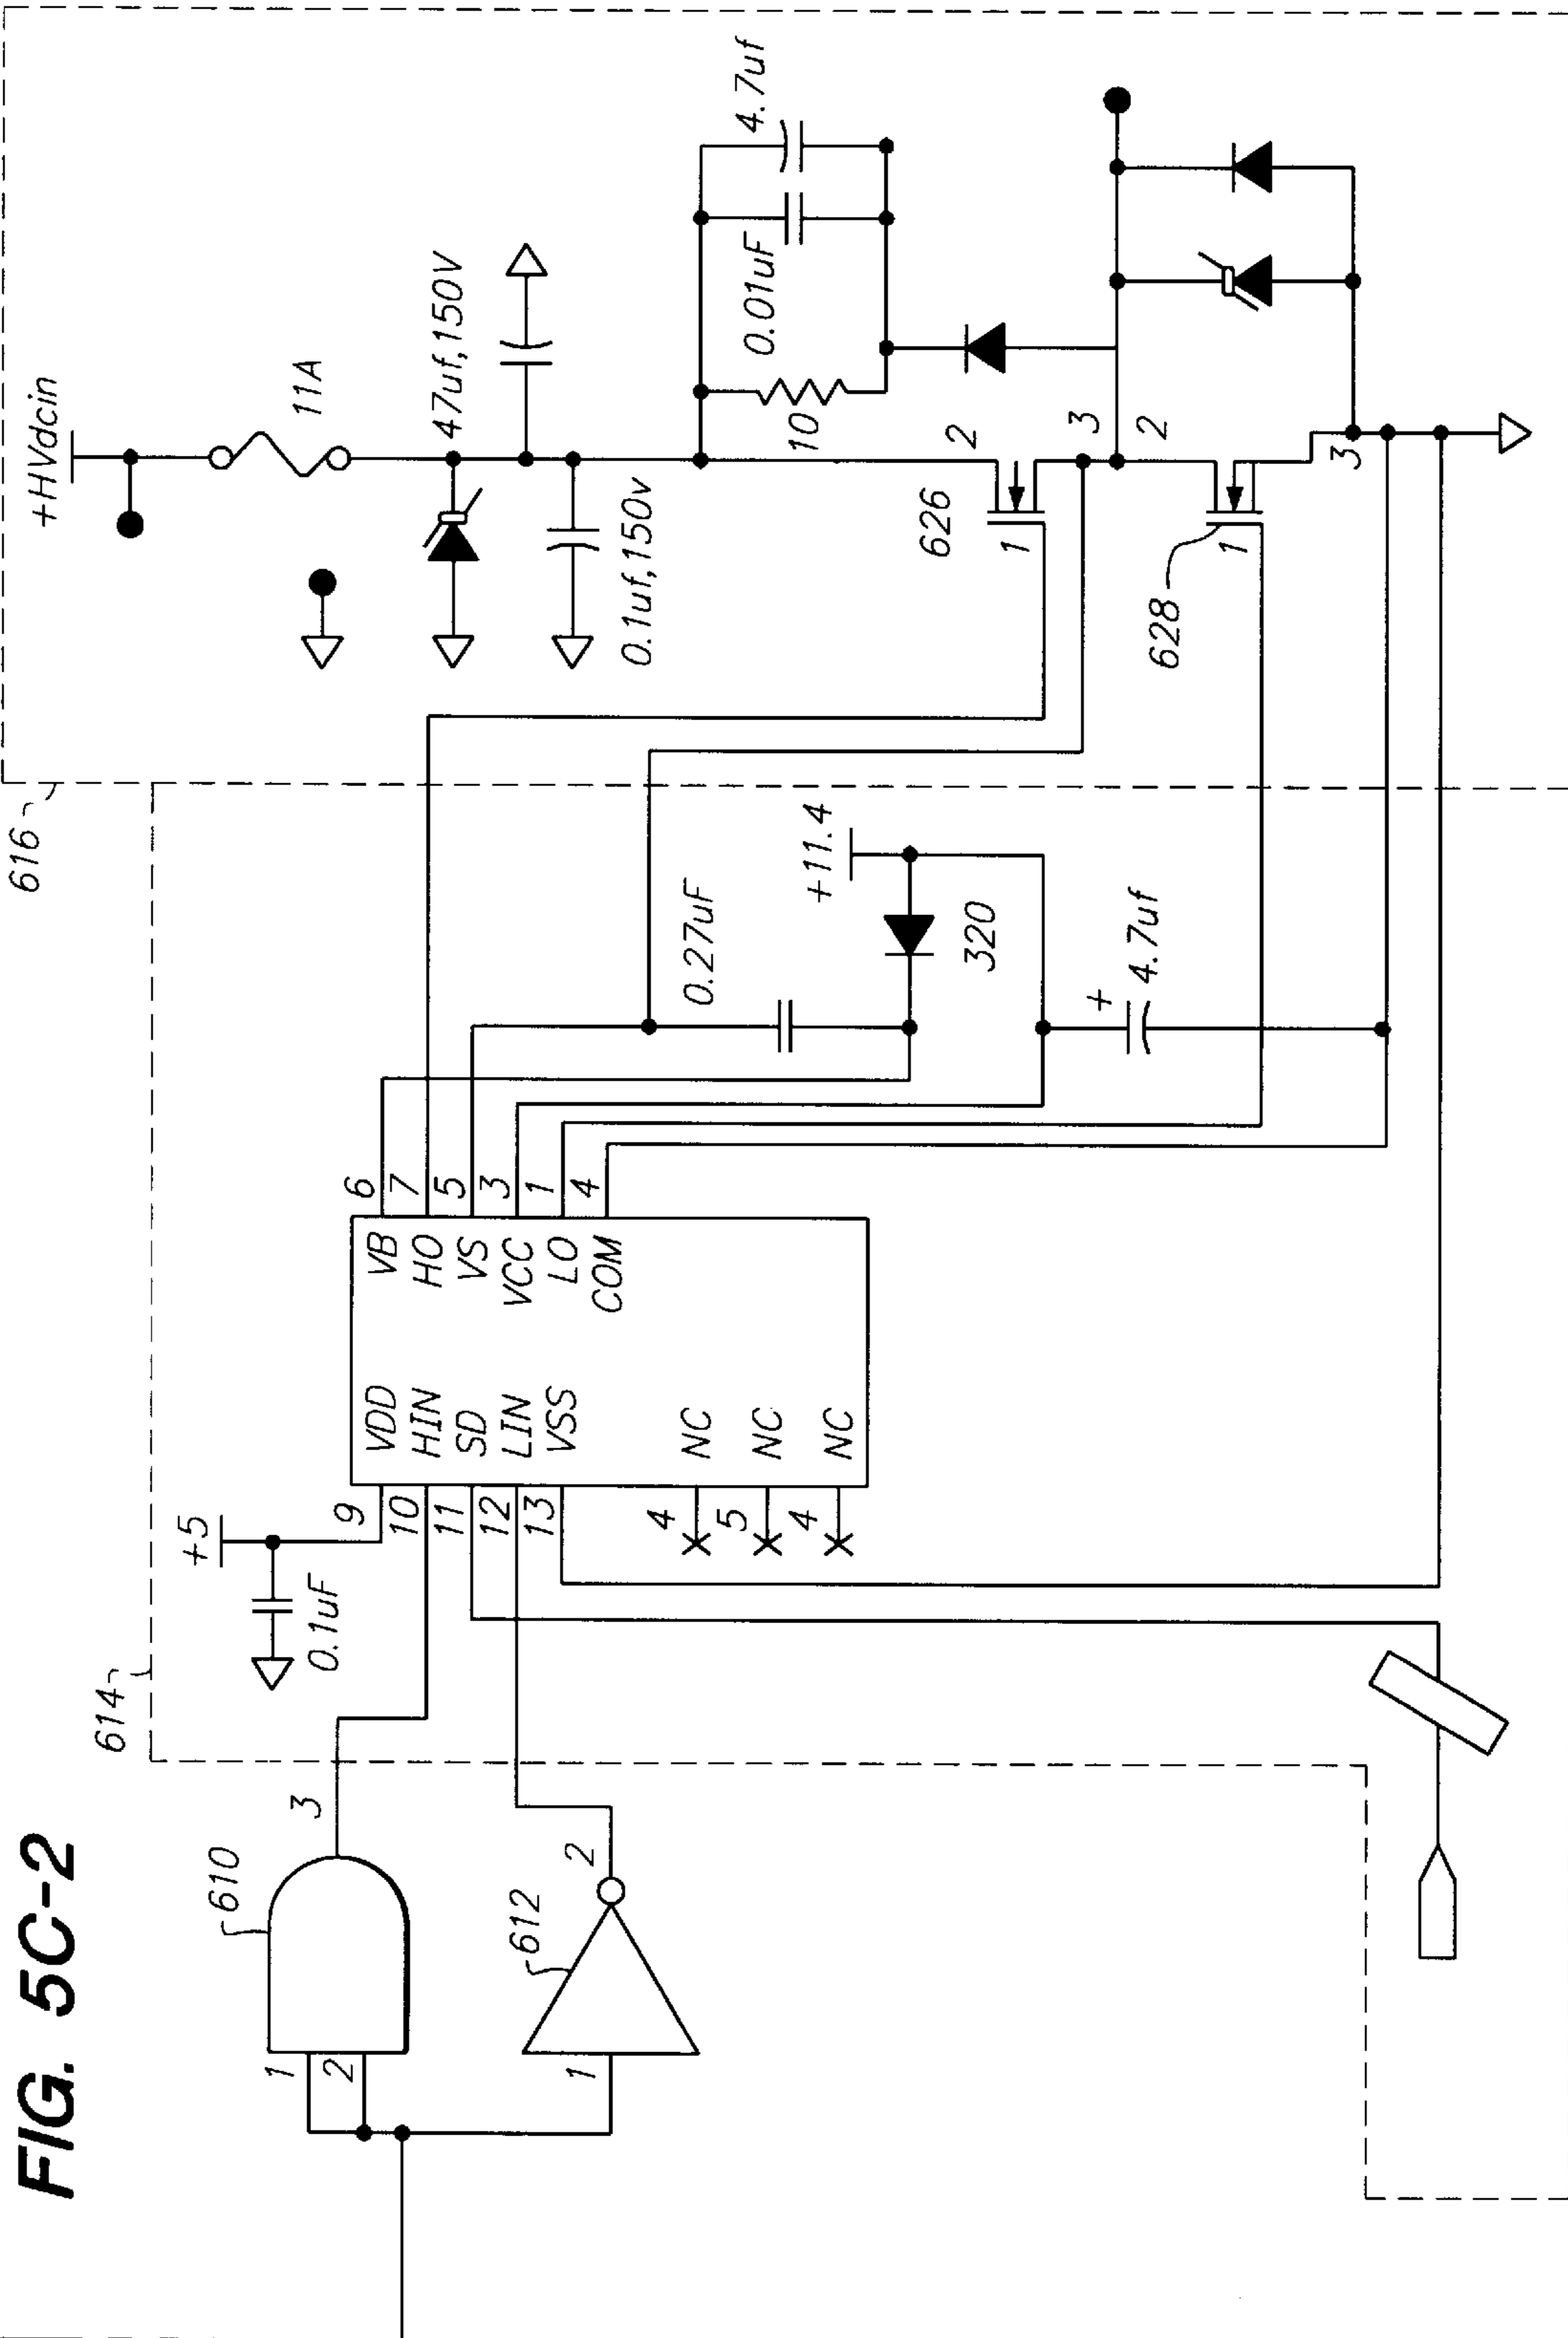 FIG. 5C-2
610
1
2
3
612
1
2
614
616
+5
0.1uF
9
10
11
12
13
VDD
HIN
SD
LIN
VSS
NC
NC
NC
4
5
4
VB
HO
VS
VCC
LO
COM
6
7
5
3
1
4
0.27uF
+11.4
320
+
4.7uf
+HVdcin
11A
47uf,150V
0.1uf,150v
4.7uf
0.01uF
10
626
1
2
3
628
1
2
3